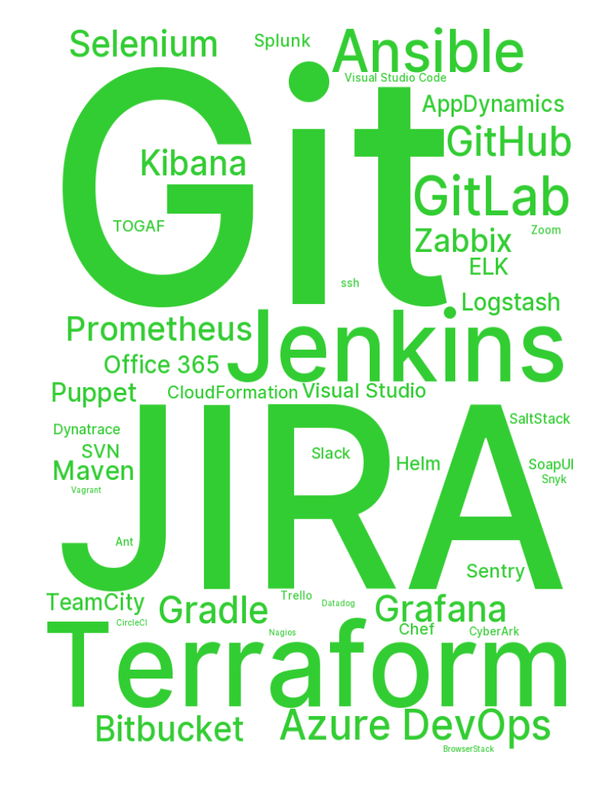 Selenium
Splunk
Ansible
Visual Studio Code
Git
AppDynamics
GitHub
Kibana
GitLab
TOGAF
Zabbix
Zoom
ELK
ssh
Logstash
Prometheus
Jenkins
Office 365
Puppet
CloudFormation
Visual Studio
JIRA
SaltStack
Dynatrace
SVN
Slack
Helm
SoapUI
Maven
Snyk
Vagrant
Ant
Sentry
TeamCity
Gradle
Trello
Datadog
Grafana
CircleCI
Nagios
Chef
CyberArk
Terraform
Bitbucket
Azure DevOps
BrowserStack